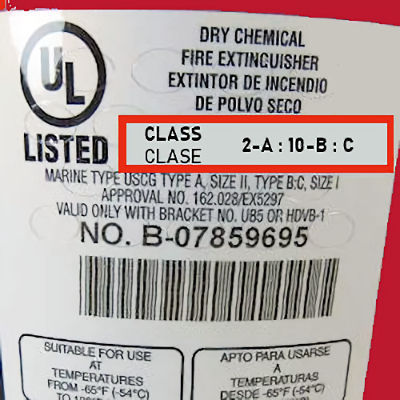 UL
DRY CHEMICAL
FIRE EXTINGUISHER
EXTINTOR DE INCENDIO
DE POLVO SECO
LISTED
CLASS 2-A : 10-B : C
CLASE
MARINE TYPE USCG TYPE A, SIZE II, TYPE B:C, SIZE I
APPROVAL NO. 162.028/EX5297
VALID ONLY WITH BRACKET NO. UB5 OR HDVB-1
NO. B-07859695
SUITABLE FOR USE
AT
TEMPERATURES
FROM -65°F (-54°C)
APTO PARA USARSE
A
TEMPERATURAS
DESDE -65°F (-54°C)